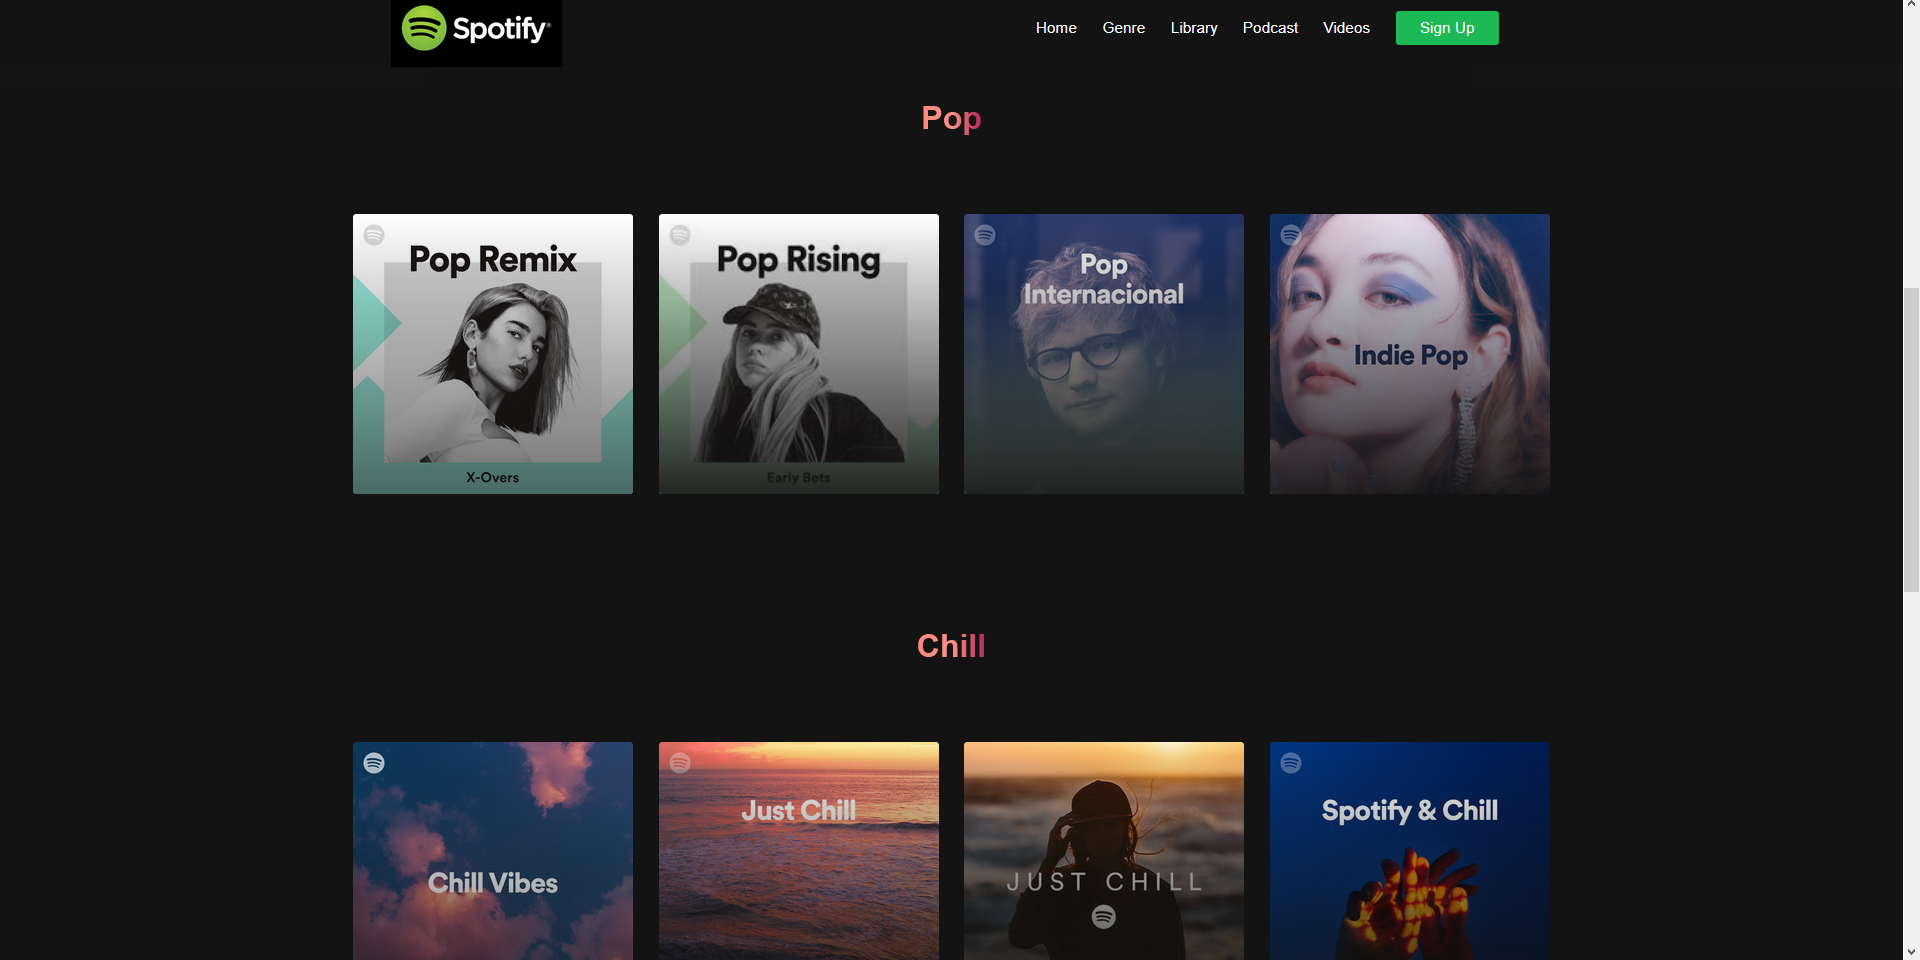 Spotify®
Home
Genre
Library
Podcast
Videos
Sign Up
Pop
Pop Remix
X-Overs
Pop Rising
Early Bets
Pop
Internacional
Indie Pop
Chill
Chill Vibes
Just Chill
JUST CHILL
Spotify & Chill